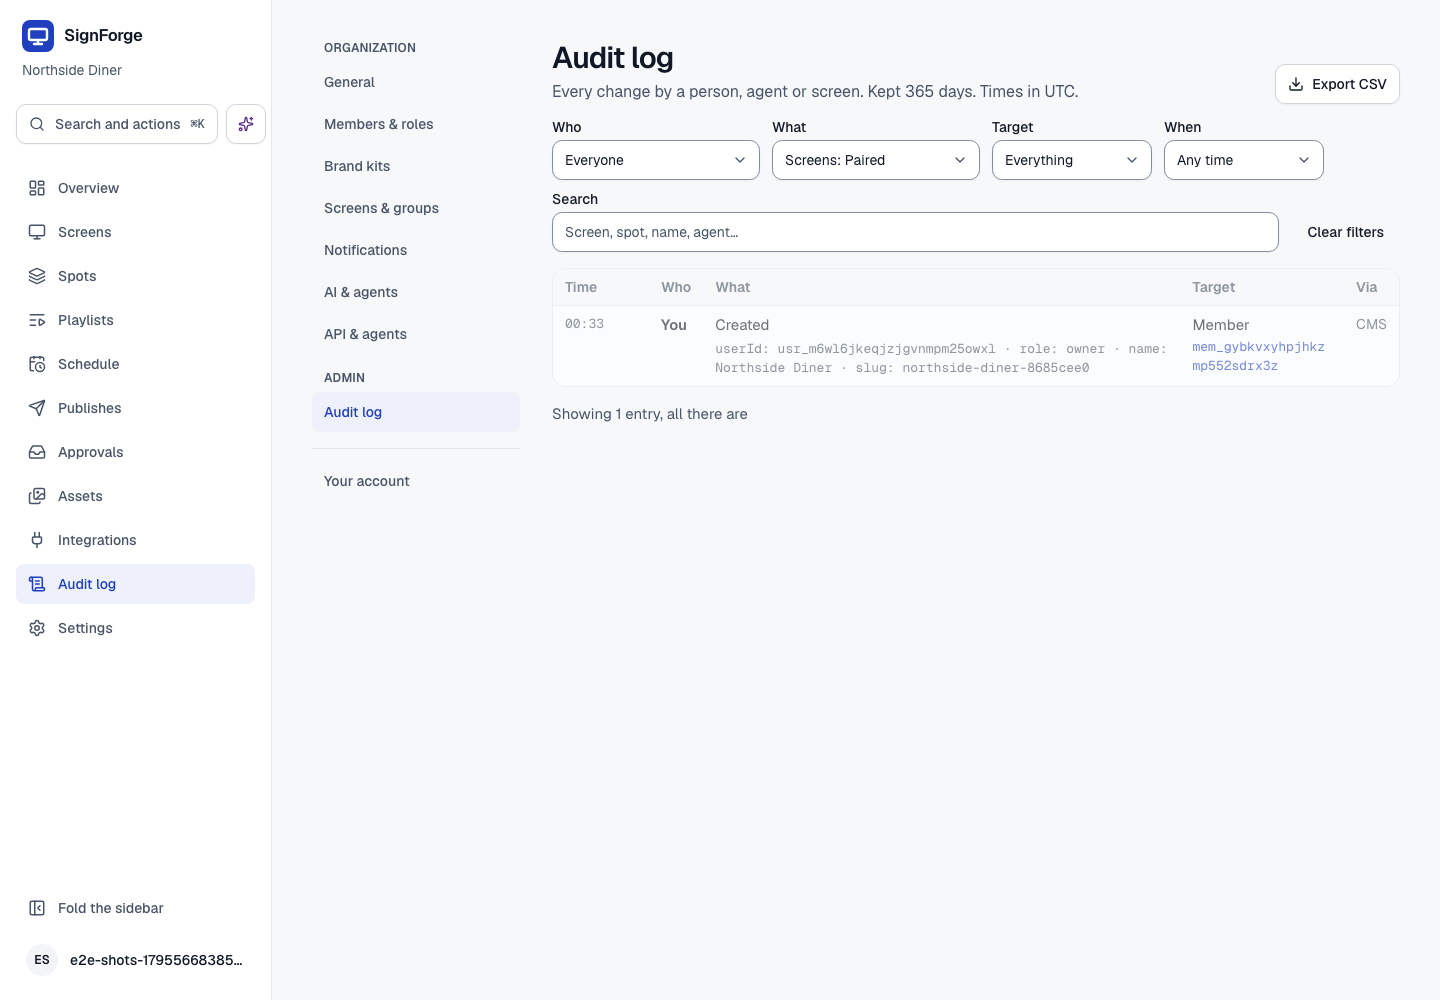 SignForge
Northside Diner
Search and actions ⌘K
Overview
Screens
Spots
Playlists
Schedule
Publishes
Approvals
Assets
Integrations
Audit log
Settings
Fold the sidebar
ES e2e-shots-17955668385...
ORGANIZATION
General
Members & roles
Brand kits
Screens & groups
Notifications
AI & agents
API & agents
ADMIN
Audit log
Your account
Audit log
Every change by a person, agent or screen. Kept 365 days. Times in UTC.
Export CSV
Who What Target When
Everyone Screens: Paired Everything Any time
Search
Screen, spot, name, agent...
Clear filters
Time Who What Target Via
00:33 You Created Member CMS
userId: usr_m6wl6jkeqjzjgvnmpm25owxl · role: owner · name:
Northside Diner · slug: northside-diner-8685cee0
mem_gybkvxyhpjhkz
mp552sdrx3z
Showing 1 entry, all there are